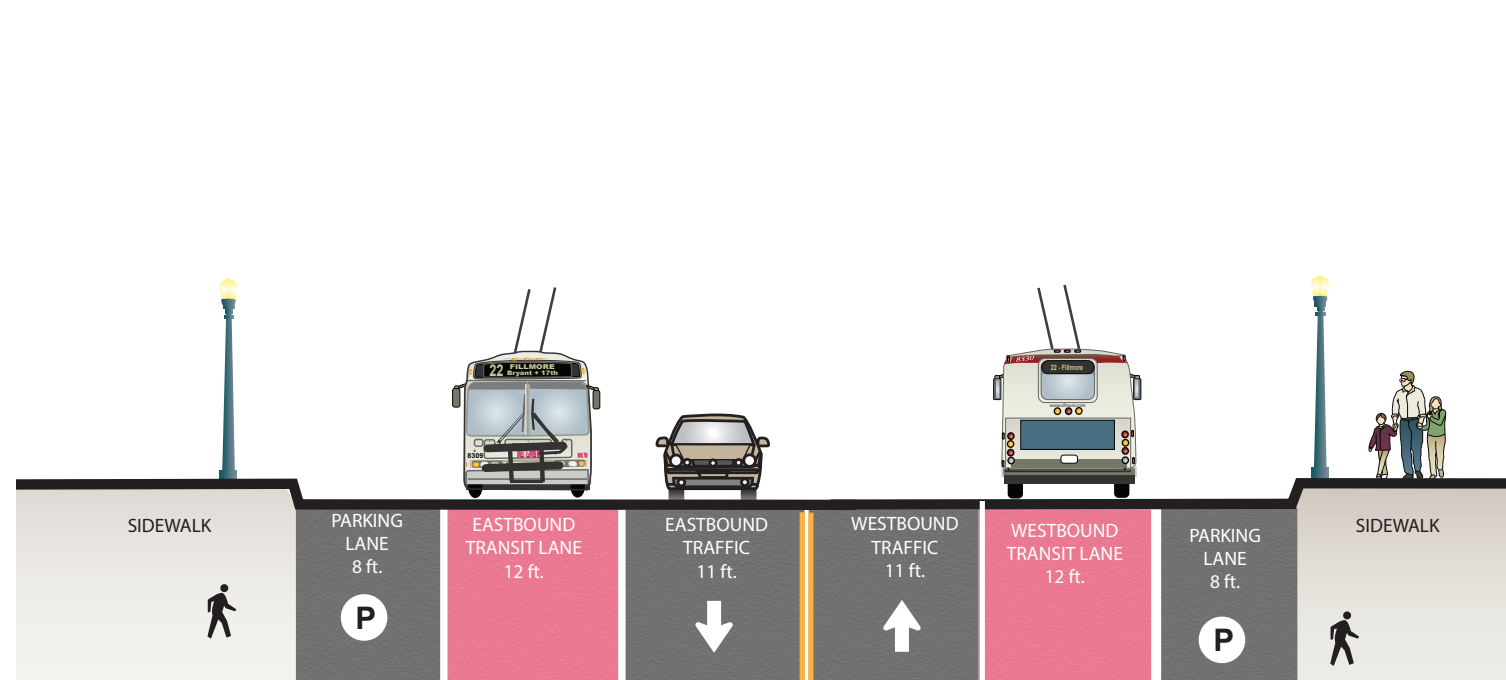 22 FILLMORE
Bryant + 17th
8309
8330
22 - Fillmore
SIDEWALK
PARKING
LANE
8 ft.
P
EASTBOUND
TRANSIT LANE
12 ft.
EASTBOUND
TRAFFIC
11 ft.
WESTBOUND
TRAFFIC
11 ft.
WESTBOUND
TRANSIT LANE
12 ft.
PARKING
LANE
8 ft.
P
SIDEWALK